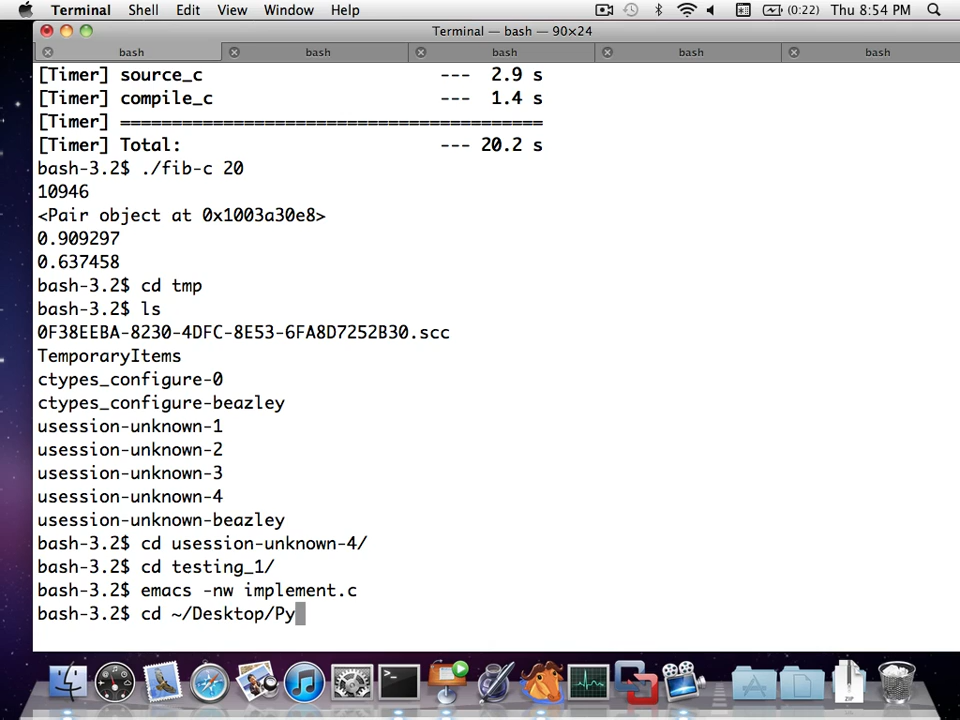 Terminal Shell Edit View Window Help (0:22) Thu 8:54 PM
Terminal — bash — 90×24
bash bash bash bash bash
[Timer] source_c --- 2.9 s
[Timer] compile_c --- 1.4 s
[Timer] =========================================
[Timer] Total: --- 20.2 s
bash-3.2$ ./fib-c 20
10946
<Pair object at 0x1003a30e8>
0.909297
0.637458
bash-3.2$ cd tmp
bash-3.2$ ls
0F38EEBA-8230-4DFC-8E53-6FA8D7252B30.scc
TemporaryItems
ctypes_configure-0
ctypes_configure-beazley
usession-unknown-1
usession-unknown-2
usession-unknown-3
usession-unknown-4
usession-unknown-beazley
bash-3.2$ cd usession-unknown-4/
bash-3.2$ cd testing_1/
bash-3.2$ emacs -nw implement.c
bash-3.2$ cd ~/Desktop/Py
ZIP